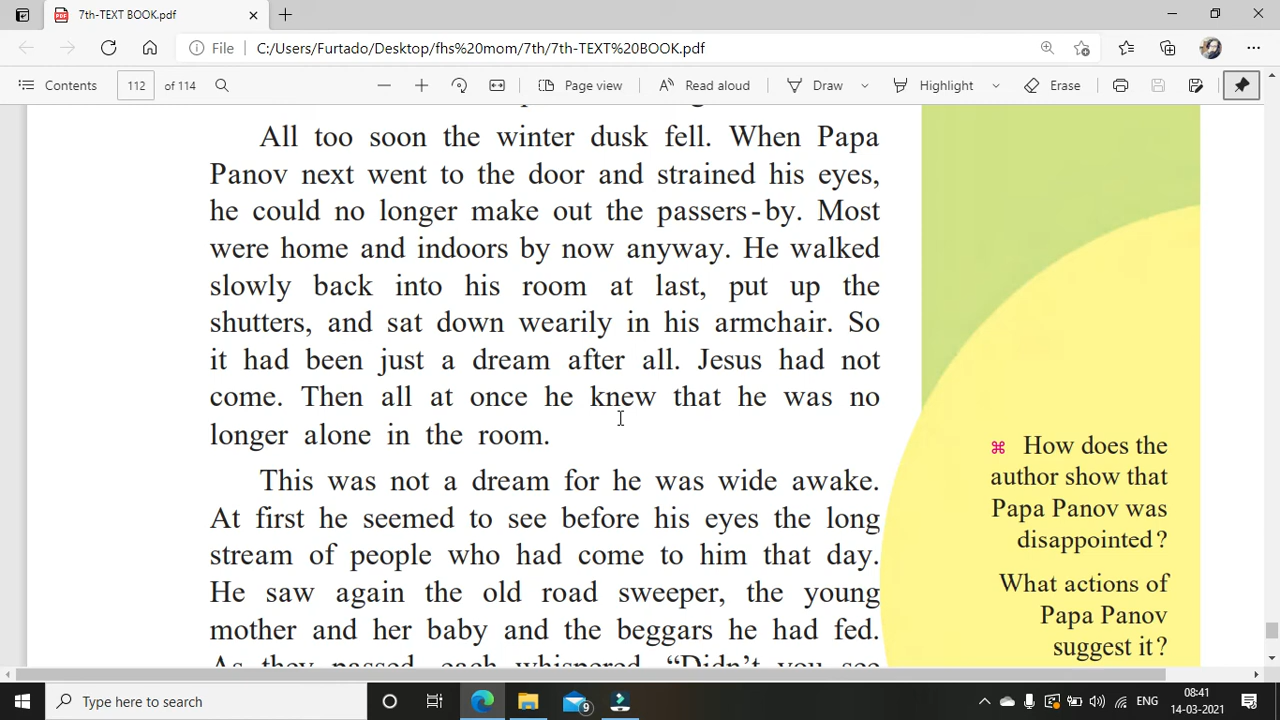 7th-TEXT BOOK.pdf
File C:/Users/Furtado/Desktop/fhs%20mom/7th/7th-TEXT%20BOOK.pdf
Contents 112 of 114 Page view Read aloud Draw Highlight Erase
All too soon the winter dusk fell. When Papa
Panov next went to the door and strained his eyes,
he could no longer make out the passers-by. Most
were home and indoors by now anyway. He walked
slowly back into his room at last, put up the
shutters, and sat down wearily in his armchair. So
it had been just a dream after all. Jesus had not
come. Then all at once he knew that he was no
longer alone in the room.
This was not a dream for he was wide awake.
At first he seemed to see before his eyes the long
stream of people who had come to him that day.
He saw again the old road sweeper, the young
mother and her baby and the beggars he had fed.
As they passed, each whispered, “Didn’t you see
⌘ How does the
author show that
Papa Panov was
disappointed?
What actions of
Papa Panov
suggest it?
Type here to search
9
ENG
08:41
14-03-2021